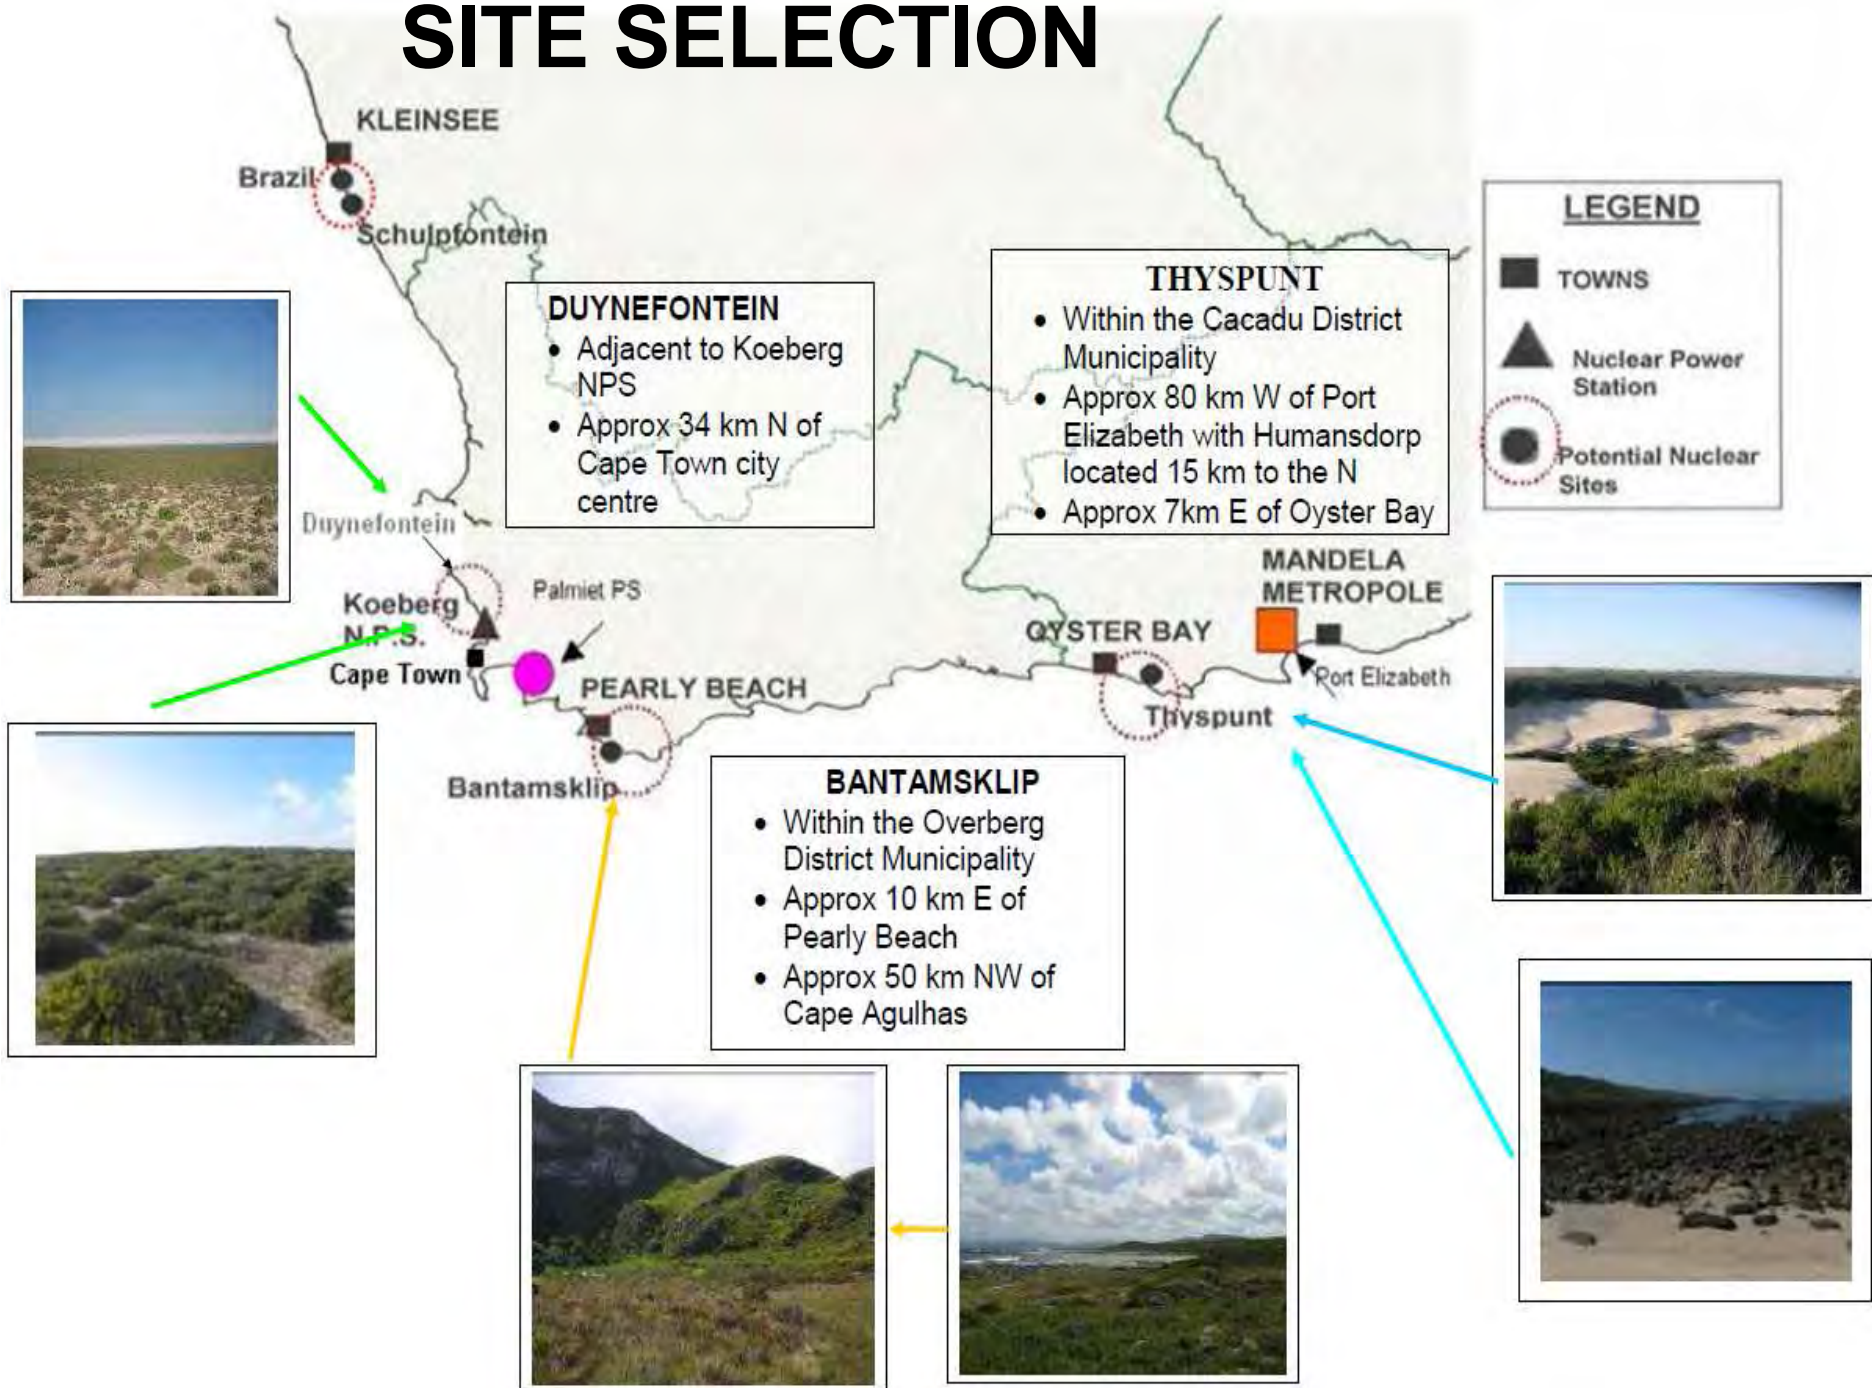 SITE SELECTION
KLEINSEE
Brazil
Schulpfontein
DUYNEFONTEIN
• Adjacent to Koeberg
NPS
• Approx 34 km N of
Cape Town city
centre
THYSPUNT
• Within the Cacadu District
Municipality
• Approx 80 km W of Port
Elizabeth with Humansdorp
located 15 km to the N
• Approx 7km E of Oyster Bay
LEGEND
TOWNS
Nuclear Power
Station
Potential Nuclear
Sites
Duynefontein
Koeberg
N.P.S.
Cape Town
Palmiet PS
PEARLY BEACH
Bantamsklip
OYSTER BAY
Thyspunt
MANDELA
METROPOLE
Port Elizabeth
BANTAMSKLIP
• Within the Overberg
District Municipality
• Approx 10 km E of
Pearly Beach
• Approx 50 km NW of
Cape Agulhas